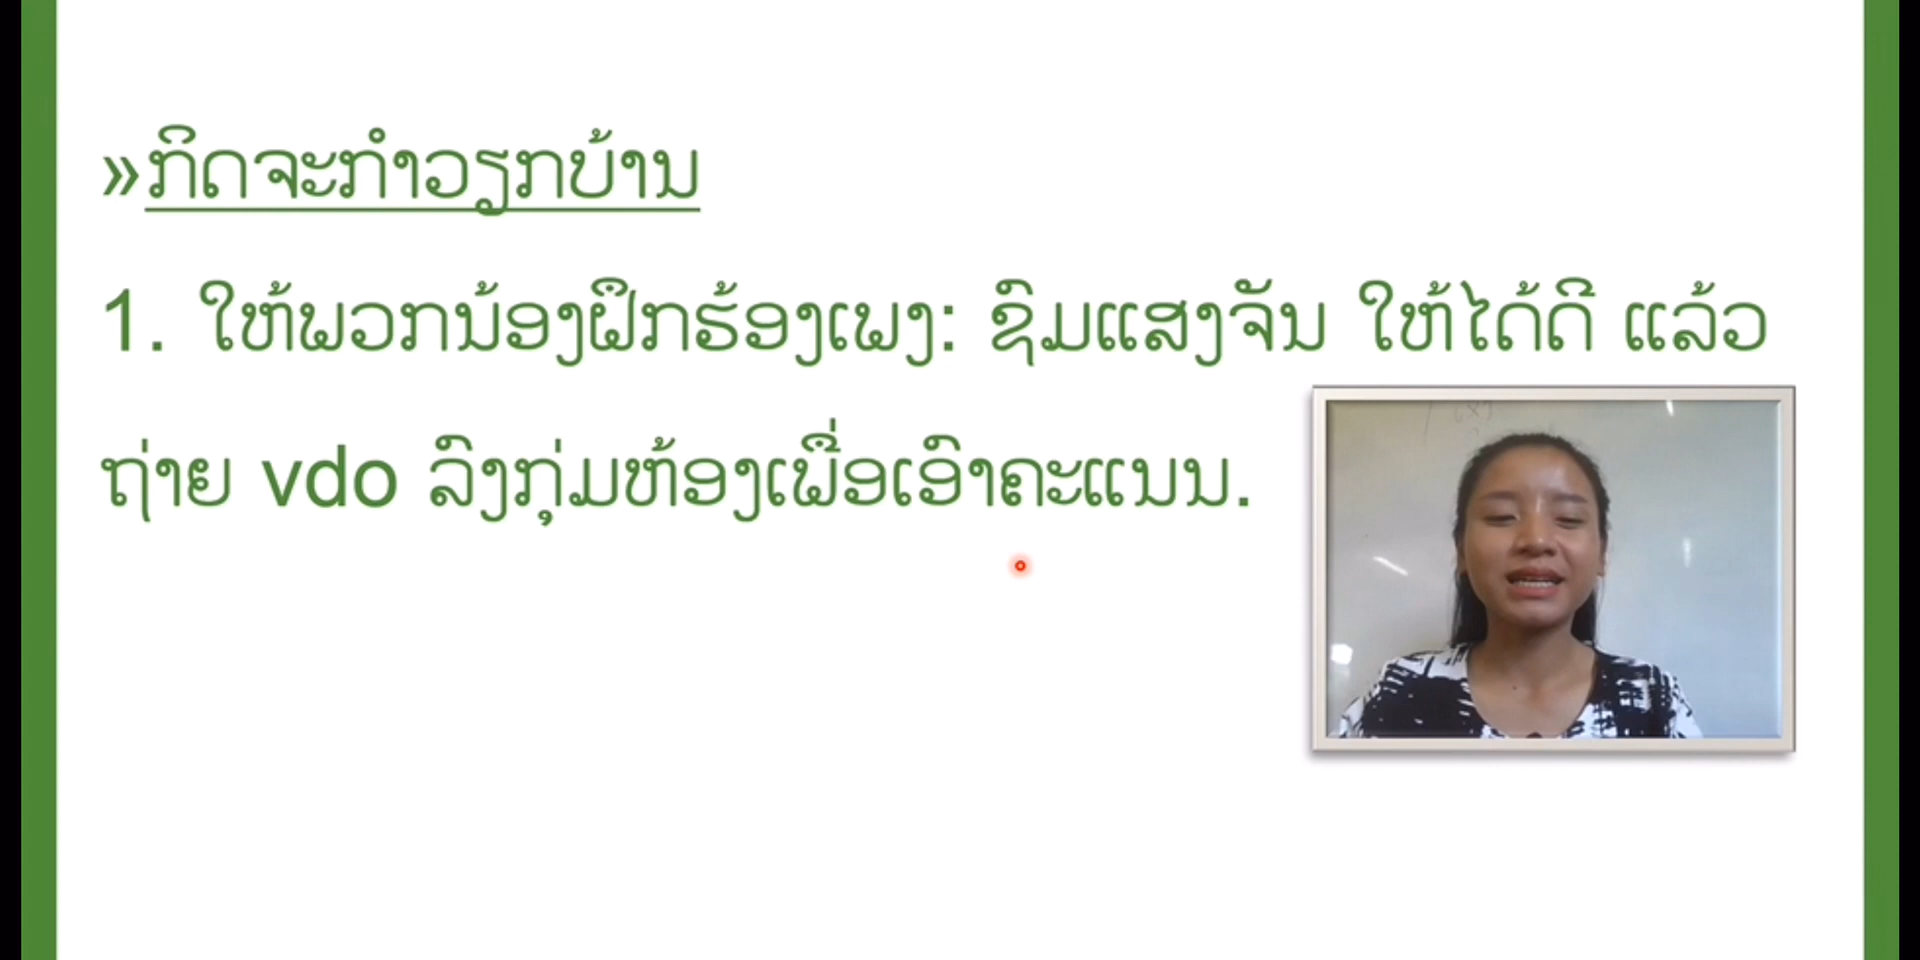 »ກິດຈະກຳວຽກບ້ານ
1. ໃຫ້ພວກນ້ອງຝຶກຮ້ອງເພງ: ຊົມແສງຈັນ ໃຫ້ໄດ້ດີ ແລ້ວ
ຖ່າຍ vdo ລົງກຸ່ມຫ້ອງເພື່ອເອົາຄະແນນ.